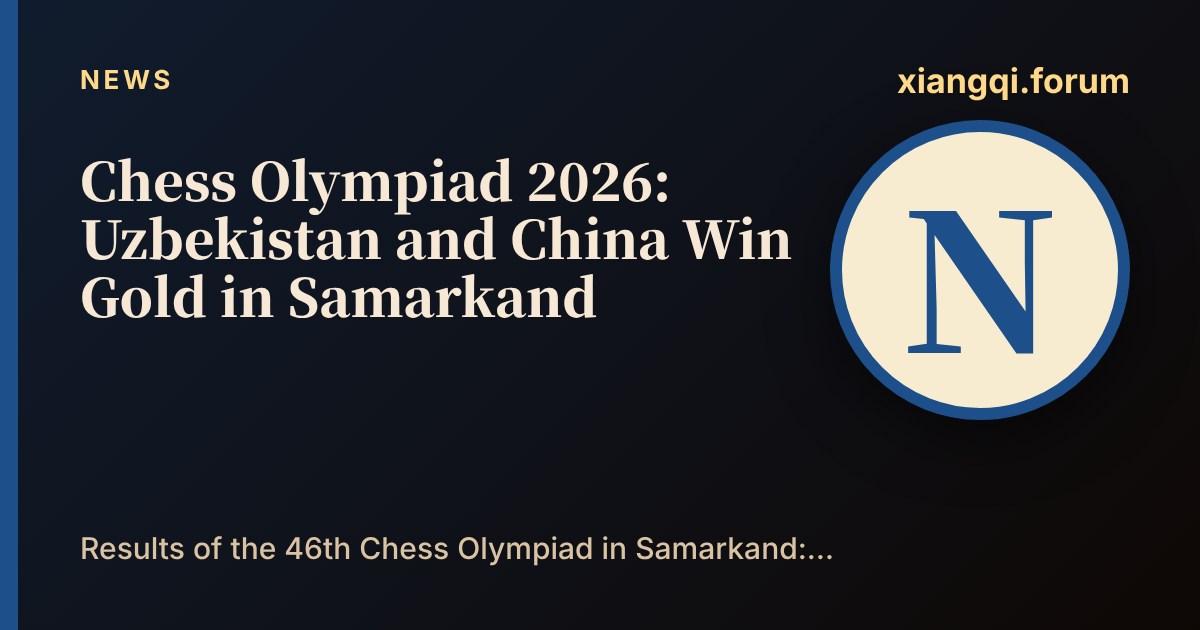 NEWS
xiangqi.forum
Chess Olympiad 2026:
Uzbekistan and China Win
Gold in Samarkand
N
Results of the 46th Chess Olympiad in Samarkand:...